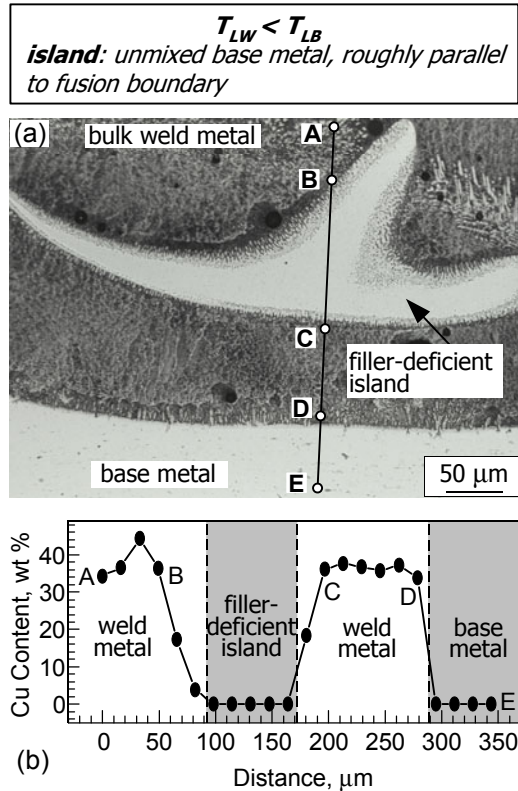 T_LW < T_LB
island: unmixed base metal, roughly parallel
to fusion boundary
(a)
bulk weld metal
A
B
C
filler-deficient
island
D
base metal
E
50 μm
Cu Content, wt %
40
30
20
10
0
A
B
weld
metal
filler-
deficient
island
C
D
weld
metal
base
metal
E
0 50 100 150 200 250 300 350
(b)
Distance, μm